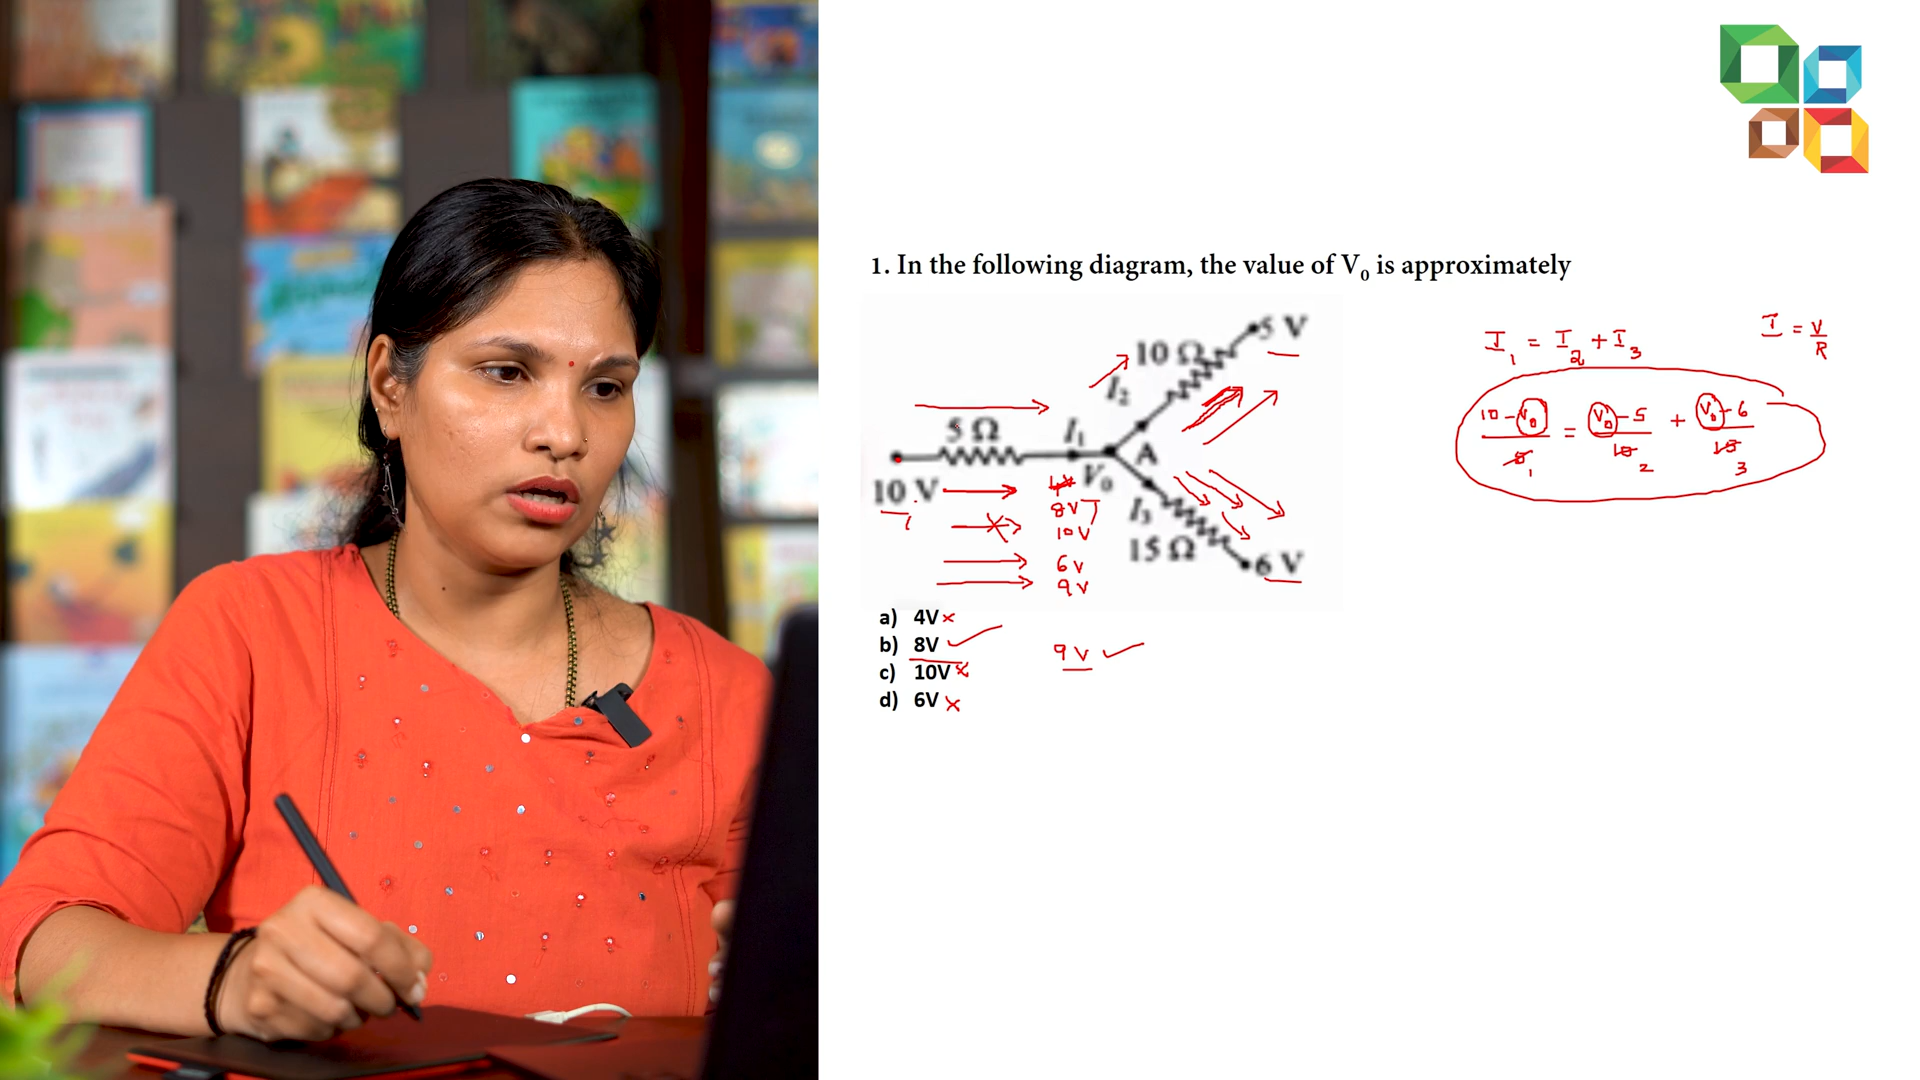 1. In the following diagram, the value of V₀ is approximately
5 V
10 Ω
I₂
5 Ω
I₁
A
10 V
V₀
I₃
15 Ω
6 V
4V
8V
10V
6V
9V
a) 4V ×
b) 8V ✓
c) 10V ×
d) 6V ×
9V ✓
I₁ = I₂ + I₃
I = V/R
(10 - V₀)/5 = (V₀ - 5)/10 + (V₀ - 6)/15
1 2 3